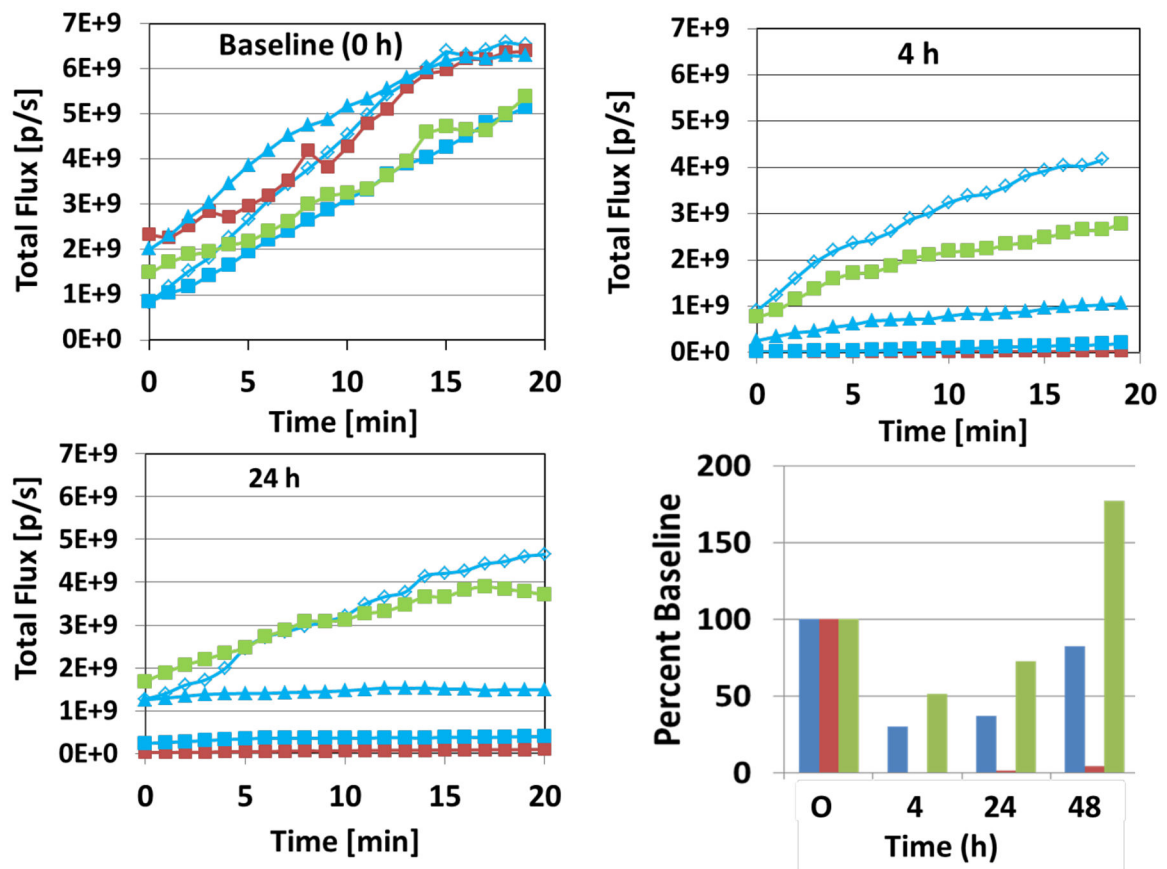 Baseline (0 h)
Total Flux [p/s]
7E+9
6E+9
5E+9
4E+9
3E+9
2E+9
1E+9
0E+0
0 5 10 15 20
Time [min]
4 h
Total Flux [p/s]
7E+9
6E+9
5E+9
4E+9
3E+9
2E+9
1E+9
0E+0
0 5 10 15 20
Time [min]
24 h
Total Flux [p/s]
7E+9
6E+9
5E+9
4E+9
3E+9
2E+9
1E+9
0E+0
0 5 10 15 20
Time [min]
Percent Baseline
200
150
100
50
0
O 4 24 48
Time (h)